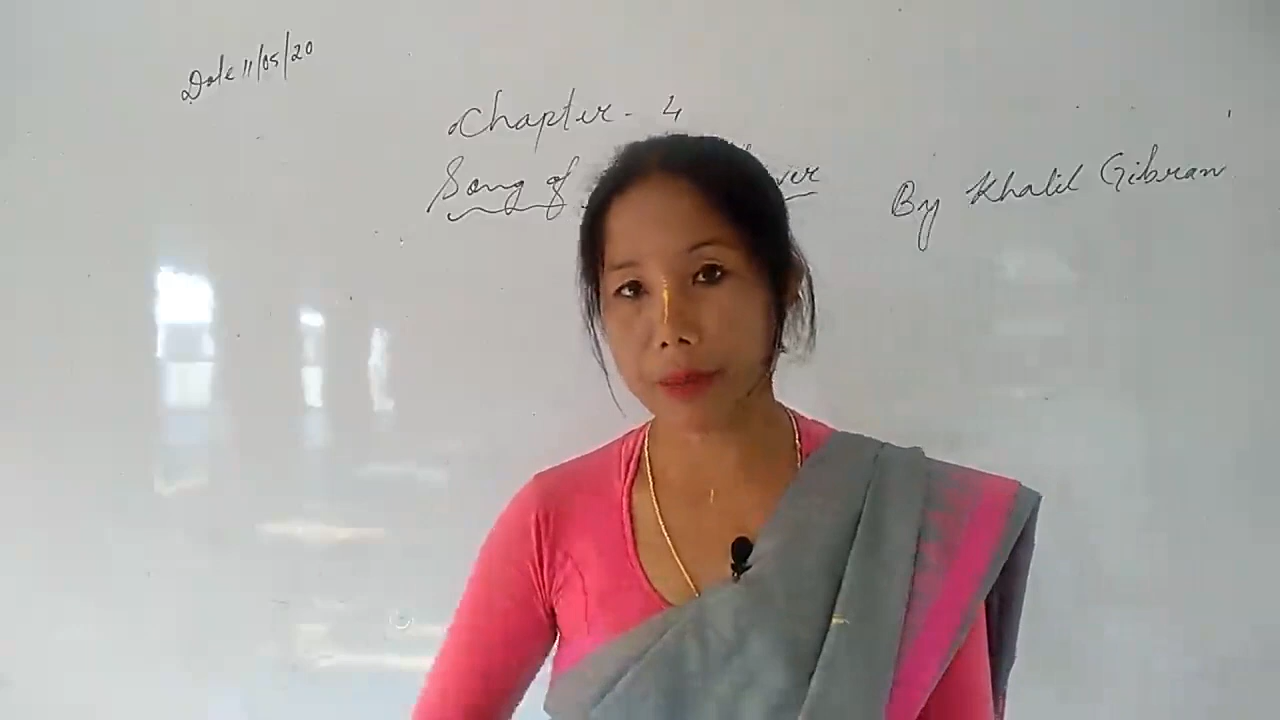 Date 11/05/20
Chapter - 4
Song of
By Khalil Gibran